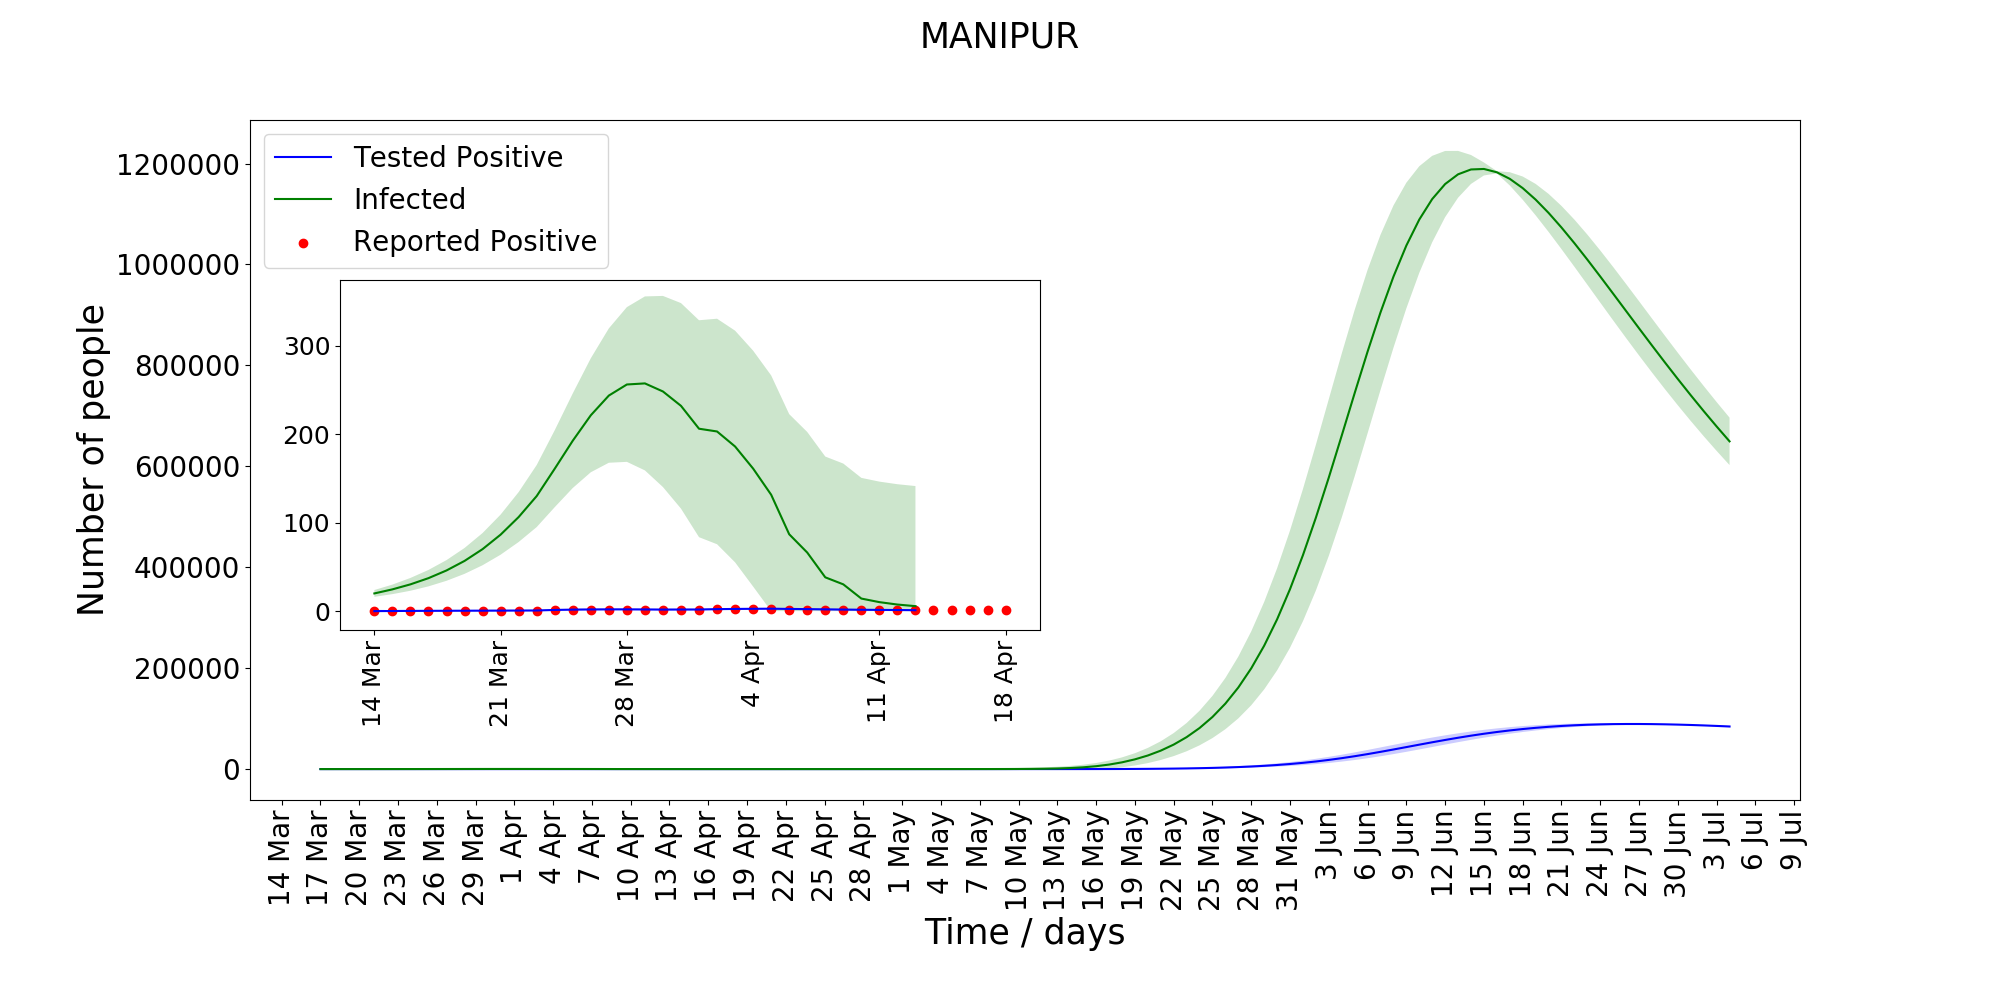 MANIPUR
Tested Positive
Infected
Reported Positive
Number of people
1200000
1000000
800000
600000
400000
200000
0
300
200
100
0
14 Mar 21 Mar 28 Mar 4 Apr 11 Apr 18 Apr
14 Mar 17 Mar 20 Mar 23 Mar 26 Mar 29 Mar 1 Apr 4 Apr 7 Apr 10 Apr 13 Apr 16 Apr 19 Apr 22 Apr 25 Apr 28 Apr 1 May 4 May 7 May 10 May 13 May 16 May 19 May 22 May 25 May 28 May 31 May 3 Jun 6 Jun 9 Jun 12 Jun 15 Jun 18 Jun 21 Jun 24 Jun 27 Jun 30 Jun 3 Jul 6 Jul 9 Jul
Time / days